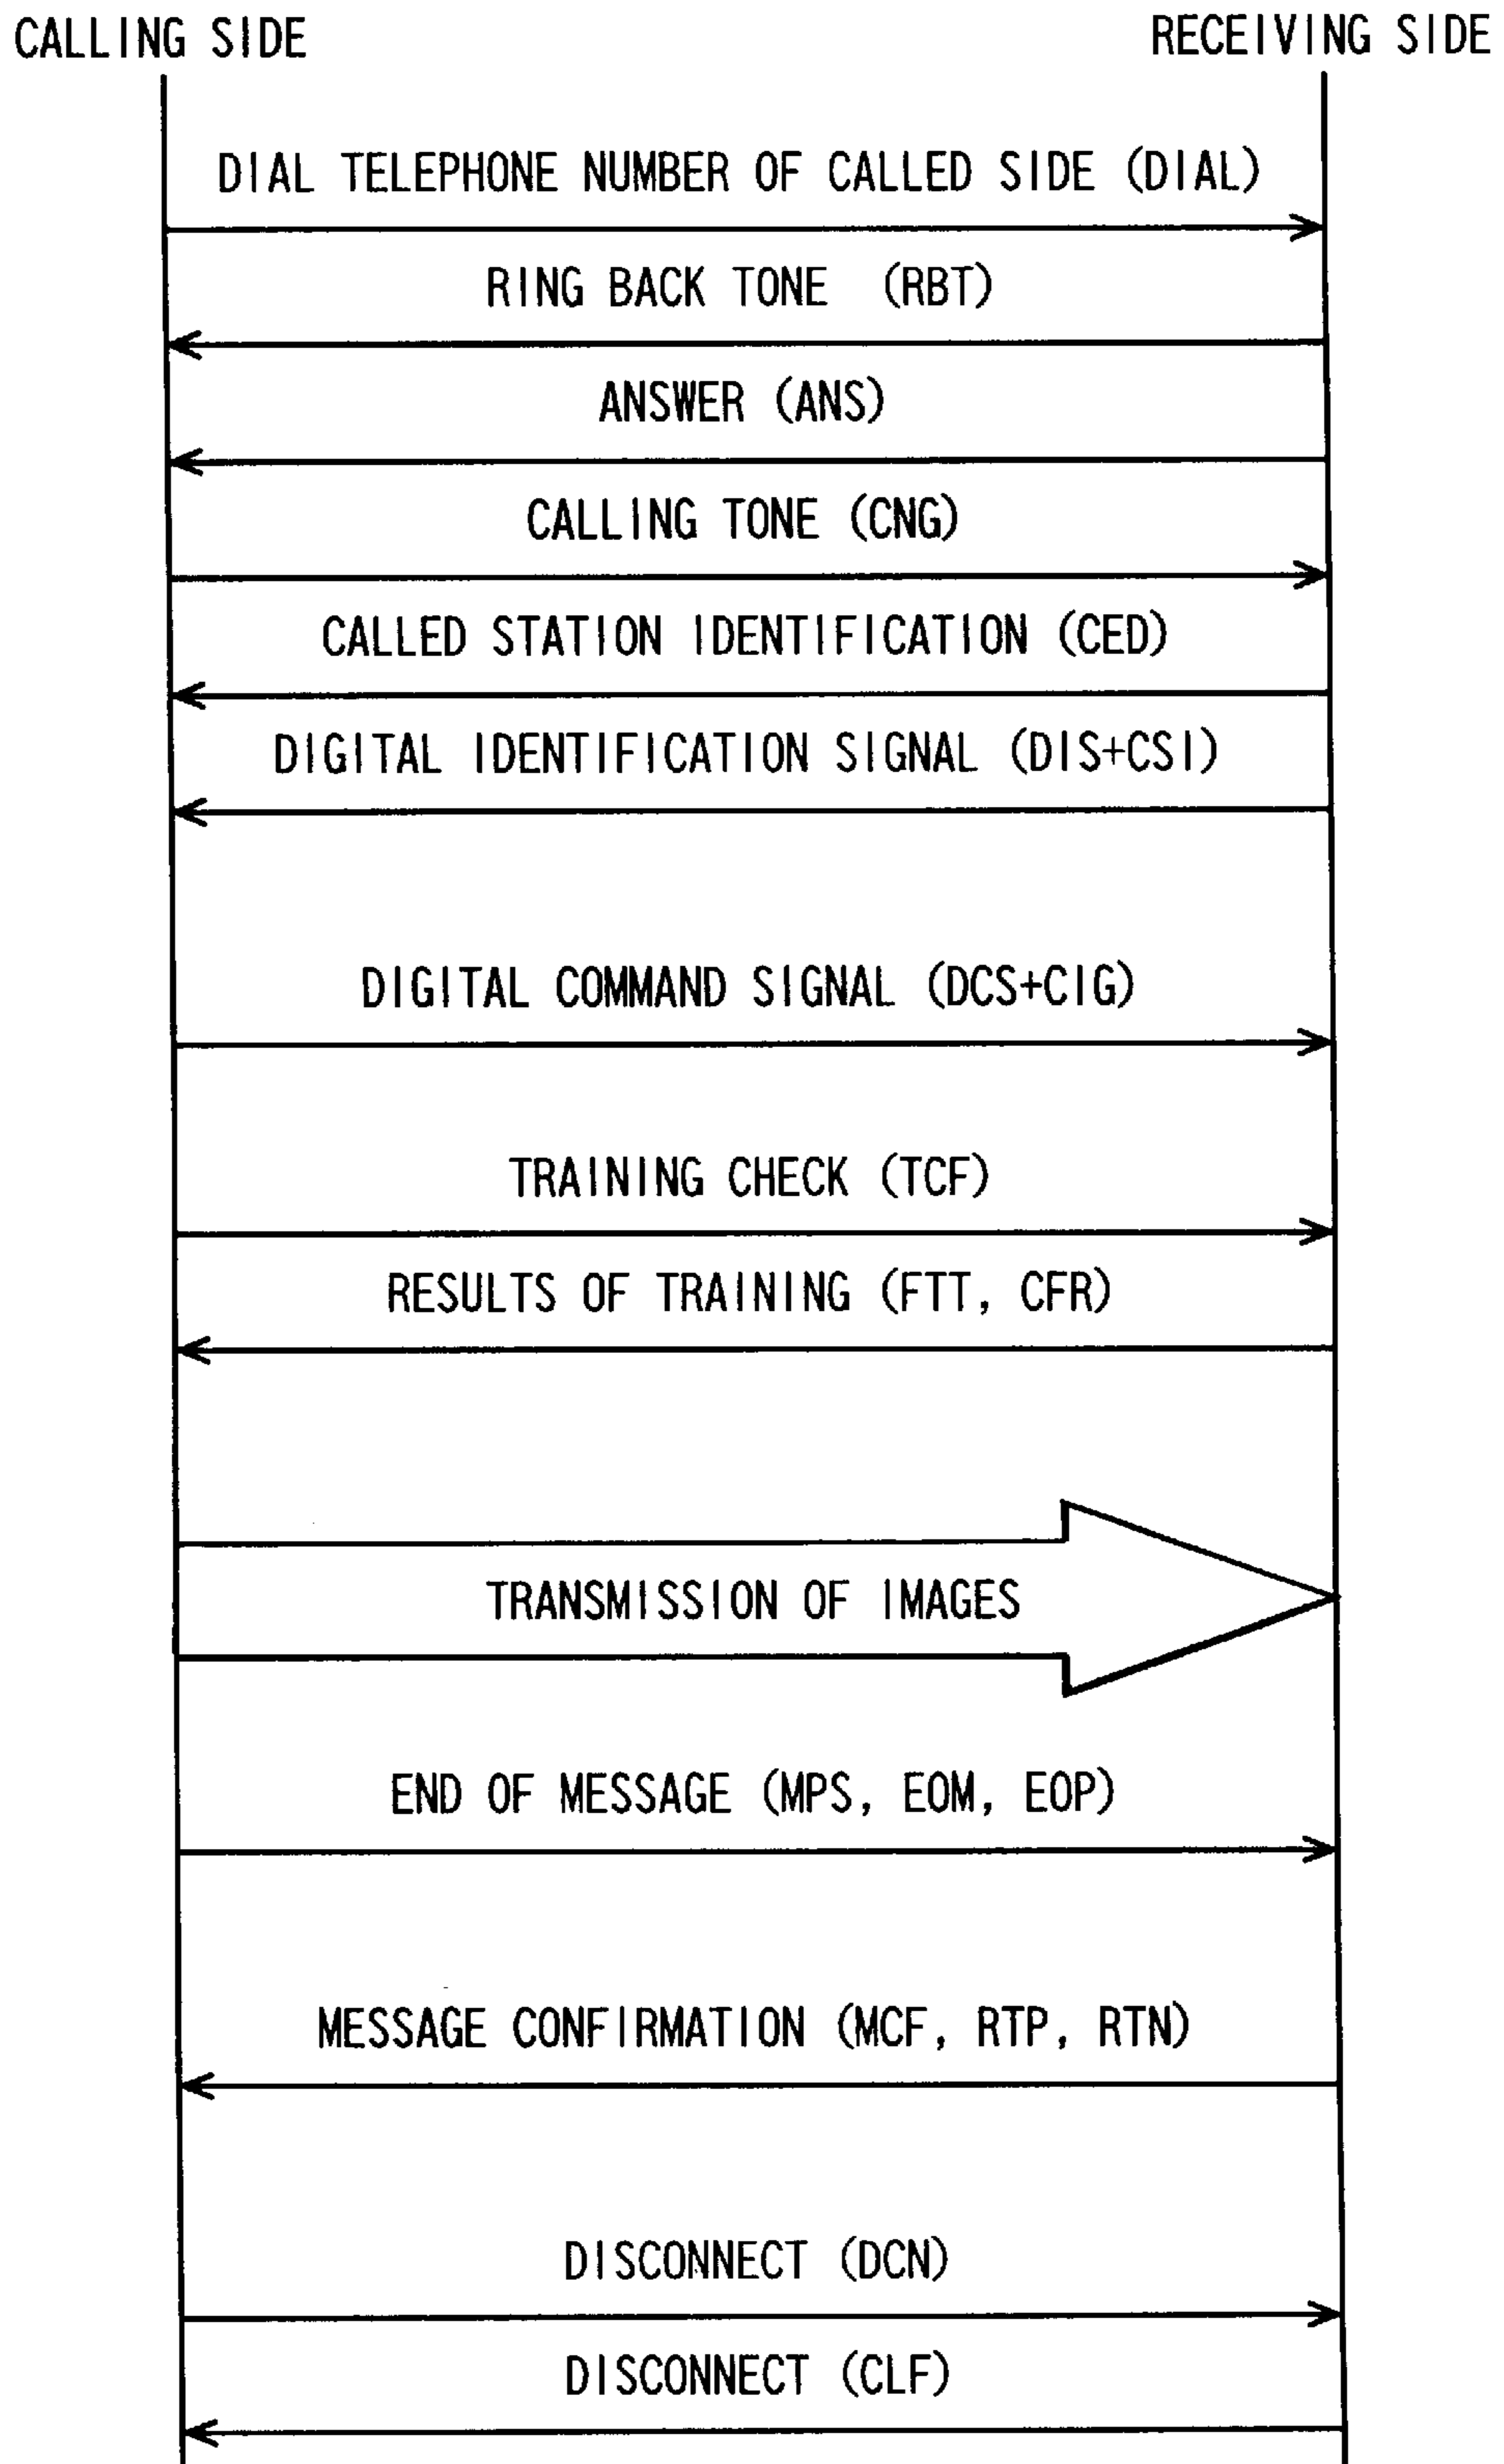 CALLING SIDE
RECEIVING SIDE
DIAL TELEPHONE NUMBER OF CALLED SIDE (DIAL)
RING BACK TONE (RBT)
ANSWER (ANS)
CALLING TONE (CNG)
CALLED STATION IDENTIFICATION (CED)
DIGITAL IDENTIFICATION SIGNAL (DIS+CSI)
DIGITAL COMMAND SIGNAL (DCS+CIG)
TRAINING CHECK (TCF)
RESULTS OF TRAINING (FTT, CFR)
TRANSMISSION OF IMAGES
END OF MESSAGE (MPS, EOM, EOP)
MESSAGE CONFIRMATION (MCF, RTP, RTN)
DISCONNECT (DCN)
DISCONNECT (CLF)